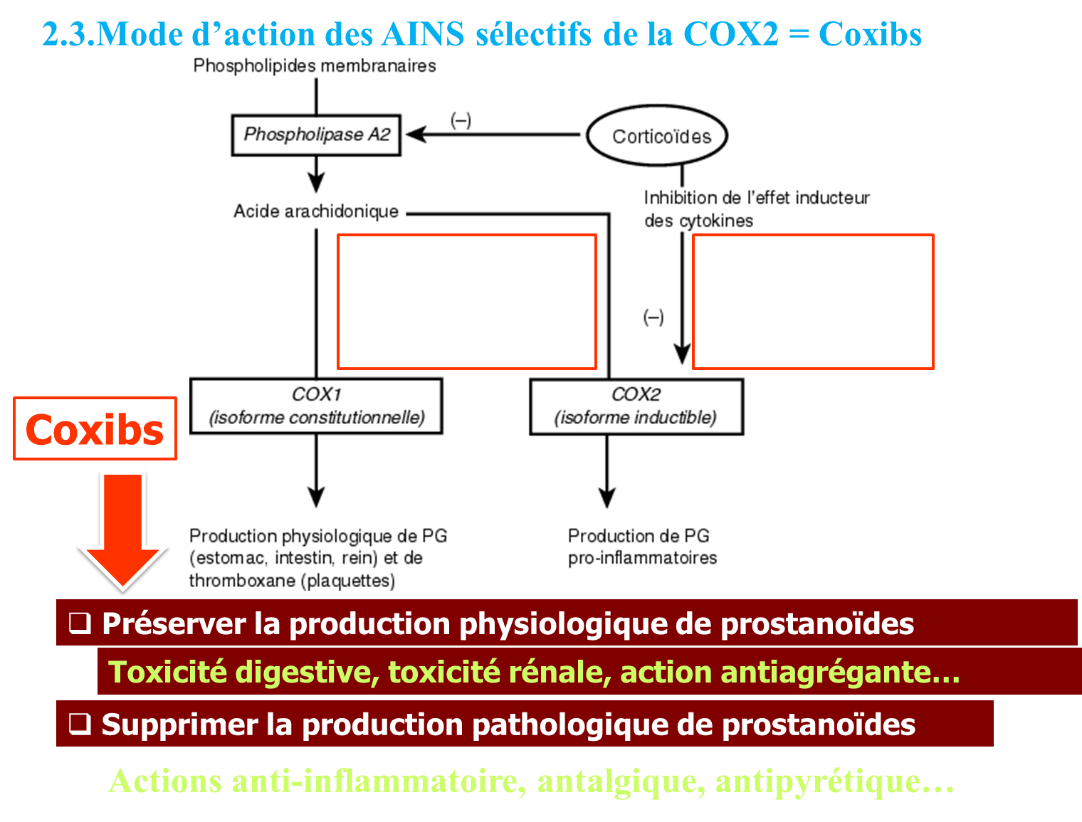 2.3.Mode d’action des AINS sélectifs de la COX2 = Coxibs
Phospholipides membranaires
Phospholipase A2
(–)
Corticoïdes
Acide arachidonique
Inhibition de l'effet inducteur
des cytokines
(–)
COX1
(isoforme constitutionnelle)
COX2
(isoforme inductible)
Coxibs
Production physiologique de PG
(estomac, intestin, rein) et de
thromboxane (plaquettes)
Production de PG
pro-inflammatoires
❑ Préserver la production physiologique de prostanoïdes
Toxicité digestive, toxicité rénale, action antiagrégante…
❑ Supprimer la production pathologique de prostanoïdes
Actions anti-inflammatoire, antalgique, antipyrétique…